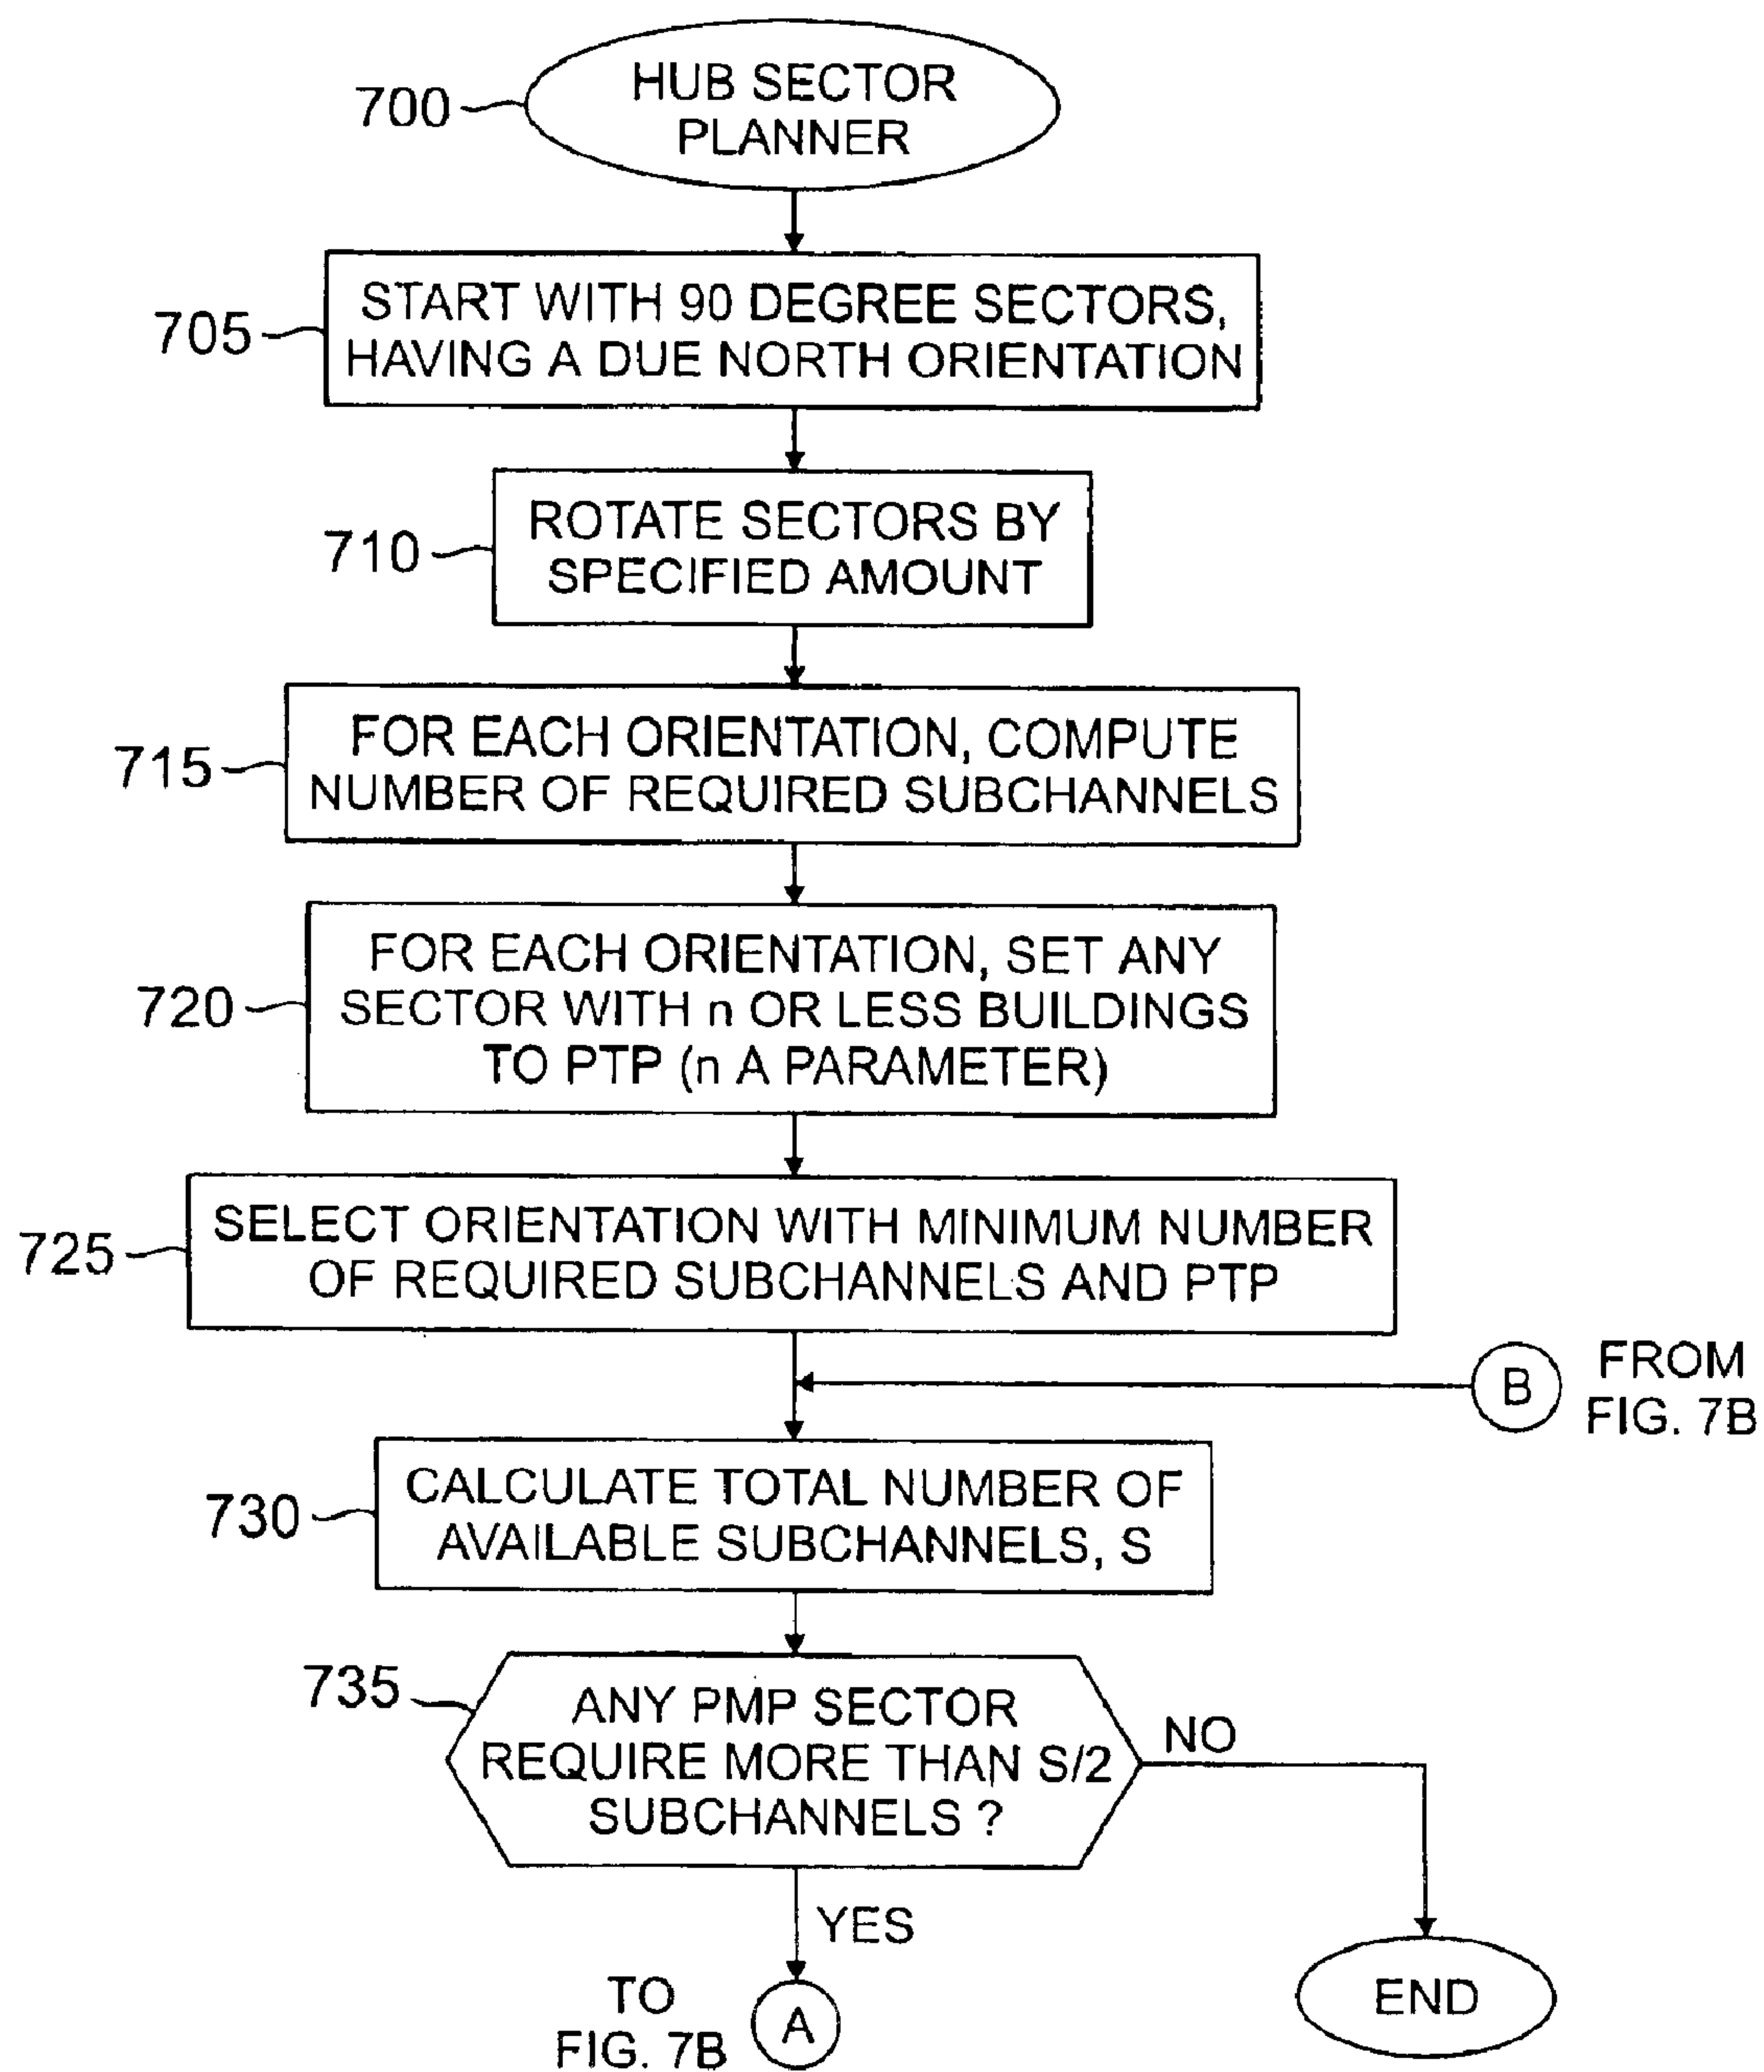 700
HUB SECTOR
PLANNER
705
START WITH 90 DEGREE SECTORS,
HAVING A DUE NORTH ORIENTATION
710
ROTATE SECTORS BY
SPECIFIED AMOUNT
715
FOR EACH ORIENTATION, COMPUTE
NUMBER OF REQUIRED SUBCHANNELS
720
FOR EACH ORIENTATION, SET ANY
SECTOR WITH n OR LESS BUILDINGS
TO PTP (n A PARAMETER)
725
SELECT ORIENTATION WITH MINIMUM NUMBER
OF REQUIRED SUBCHANNELS AND PTP
B
FROM
FIG. 7B
730
CALCULATE TOTAL NUMBER OF
AVAILABLE SUBCHANNELS, S
735
ANY PMP SECTOR
REQUIRE MORE THAN S/2
SUBCHANNELS ?
NO
YES
TO
FIG. 7B
A
END